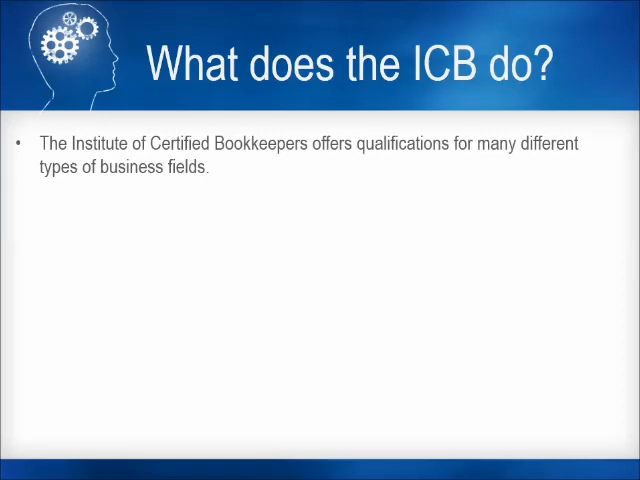 What does the ICB do?
• The Institute of Certified Bookkeepers offers qualifications for many different
types of business fields.